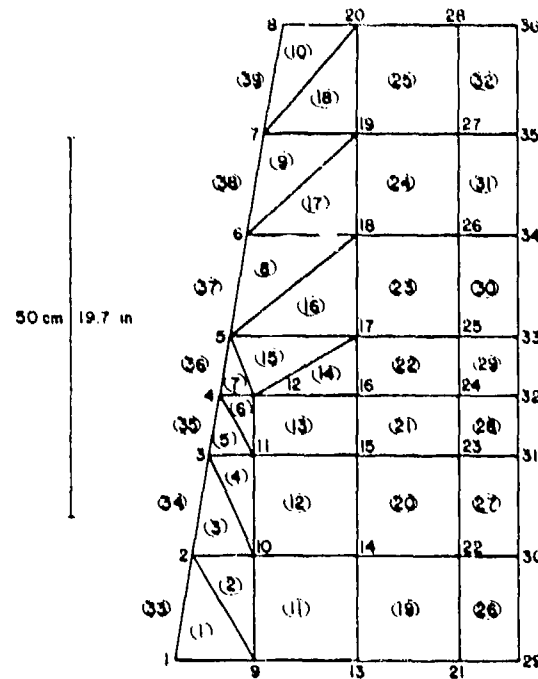 8 20 28 36
(10)
(39) (18) (25) (32)
7 19 27 35
(9)
(38) (17) (24) (31)
6 18 26 34
(8)
(37) (16) (23) (30)
50 cm 19.7 in
5 17 25 33
(36) (15) (14) (22) (29)
(7) 12 16 24
4 32
(6)
(35) (5) (13) (21) (28)
3 11 15 23 31
(4)
(34) (3) (12) (20) (27)
2 10 14 22 30
(2)
(33) (1) (11) (19) (26)
1 9 13 21 29